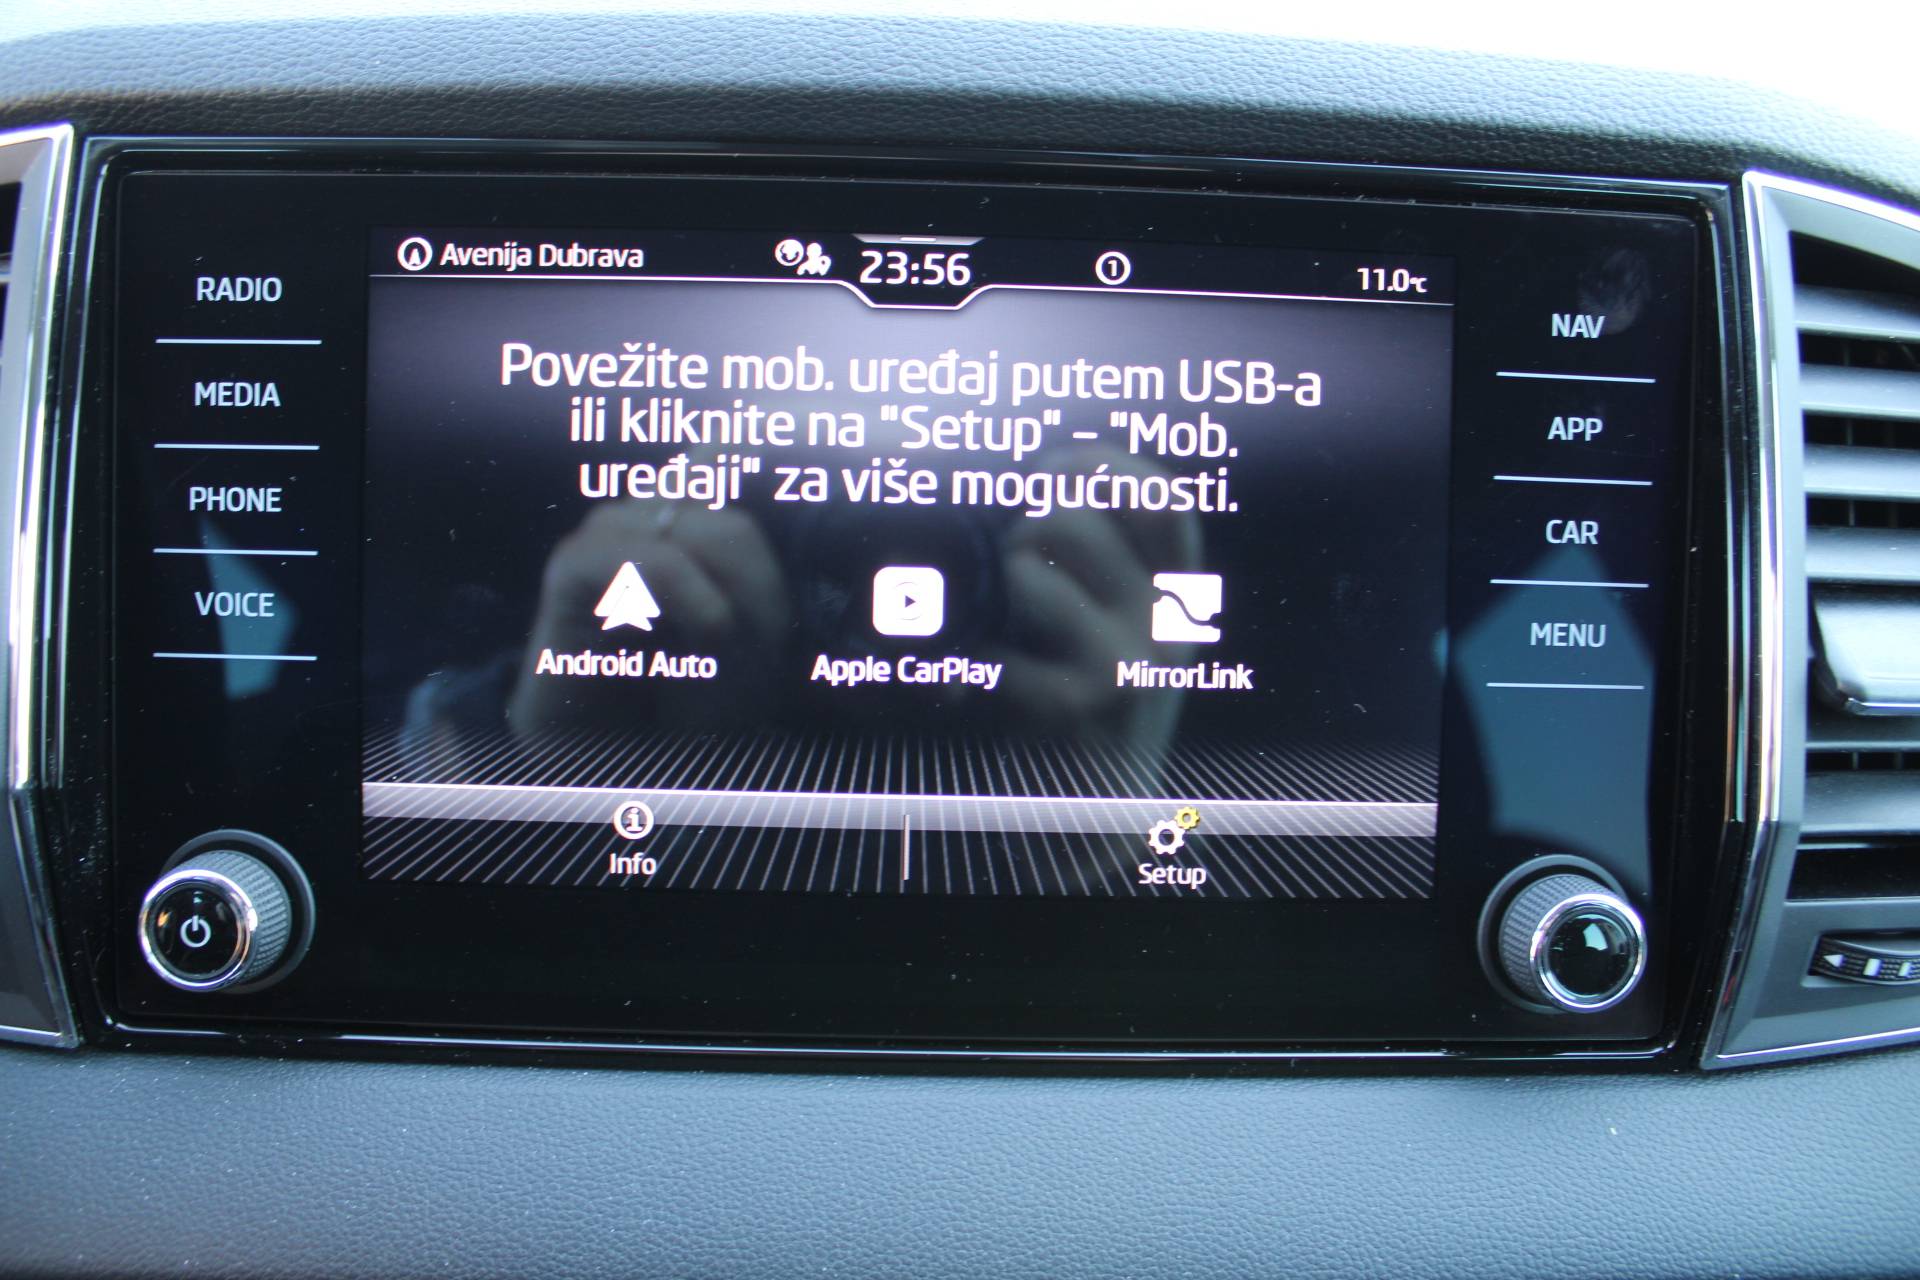 Avenija Dubrava
23:56
1
11.0°C
RADIO
MEDIA
PHONE
VOICE
Povežite mob. uređaj putem USB-a
ili kliknite na "Setup" – "Mob.
uređaji" za više mogućnosti.
Android Auto
Apple CarPlay
MirrorLink
Info
Setup
NAV
APP
CAR
MENU